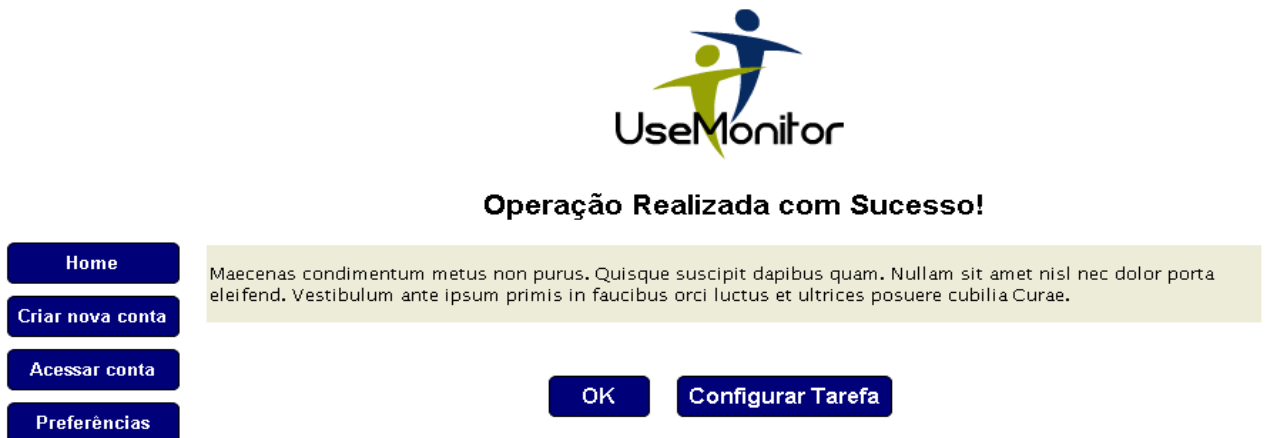 UseMonitor
Operação Realizada com Sucesso!
Home
Criar nova conta
Acessar conta
Preferências
Maecenas condimentum metus non purus. Quisque suscipit dapibus quam. Nullam sit amet nisl nec dolor porta
eleifend. Vestibulum ante ipsum primis in faucibus orci luctus et ultrices posuere cubilia Curae.
OK
Configurar Tarefa